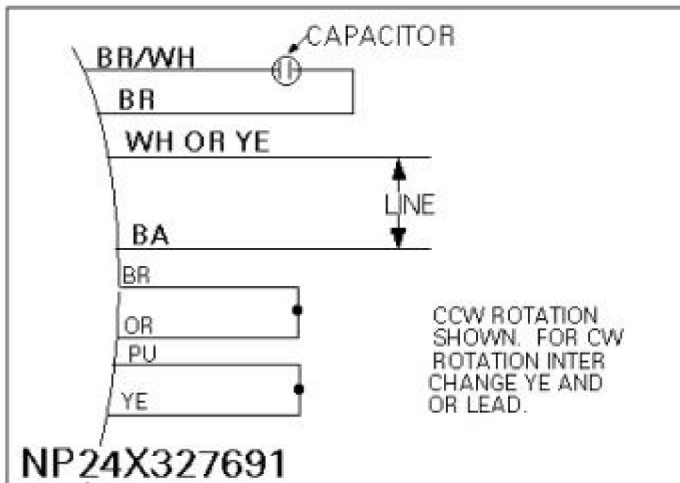 CAPACITOR
BR/WH
BR
WH OR YE
LINE
BA
BR
OR
PU
YE
CCW ROTATION
SHOWN. FOR CW
ROTATION INTER
CHANGE YE AND
OR LEAD.
NP24X327691